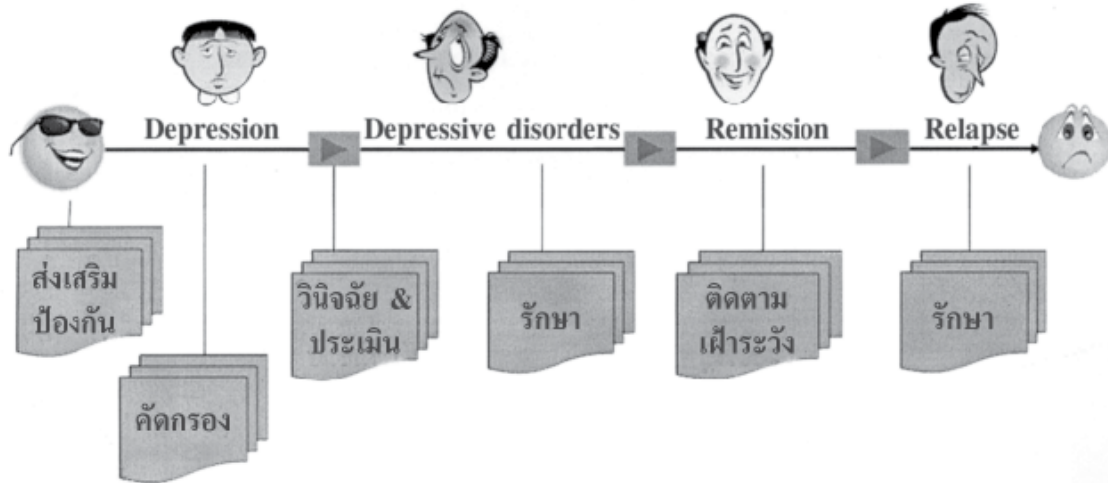 Depression
Depressive disorders
Remission
Relapse
ส่งเสริม
ป้องกัน
คัดกรอง
วินิจฉัย &
ประเมิน
รักษา
ติดตาม
เฝ้าระวัง
รักษา